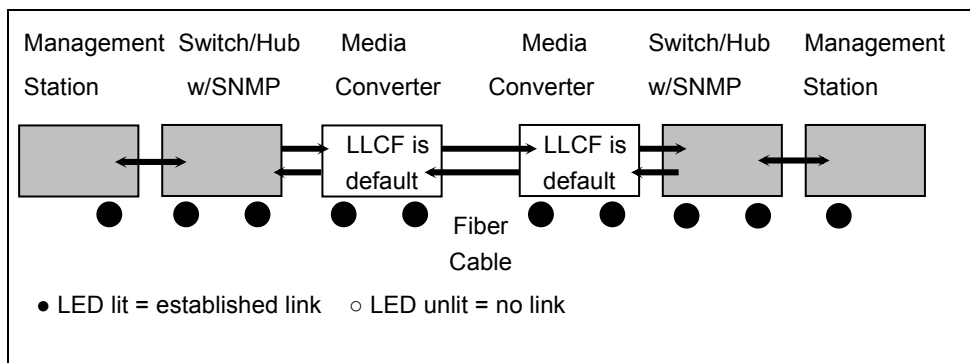 Management Switch/Hub Media Media Switch/Hub Management
Station w/SNMP Converter Converter w/SNMP Station
LLCF is LLCF is
default default
Fiber
Cable
● LED lit = established link ○ LED unlit = no link